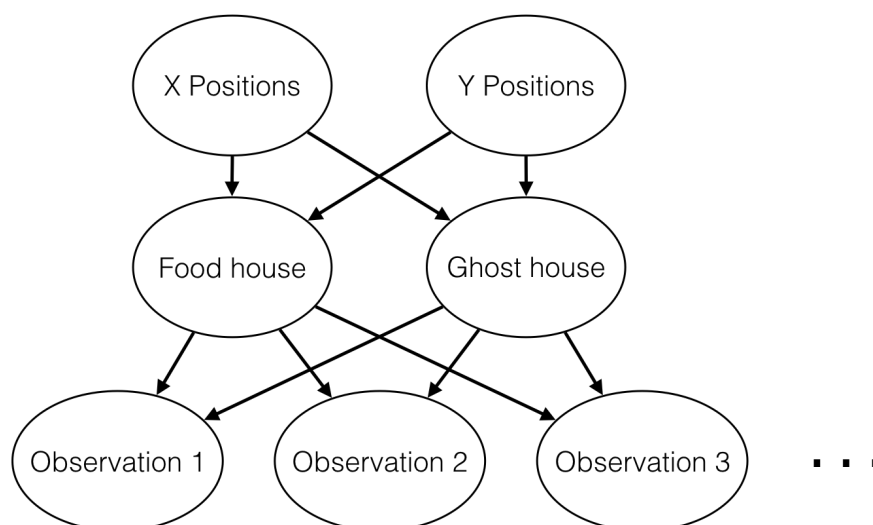 X Positions
Y Positions
Food house
Ghost house
Observation 1
Observation 2
Observation 3
. . .